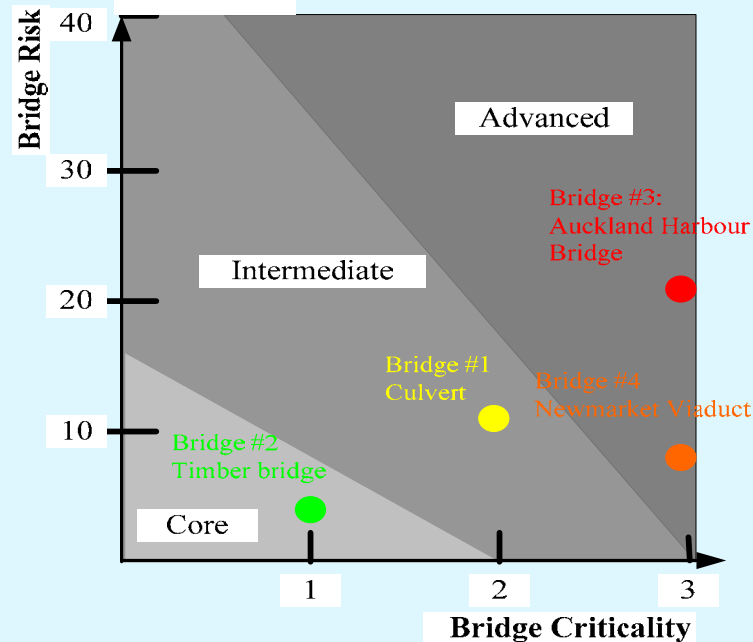 40
Bridge Risk
Advanced
30
Bridge #3:
Auckland Harbour
Bridge
Intermediate
20
Bridge #1
Culvert
Bridge #4
Newmarket Viaduct
10
Bridge #2
Timber bridge
Core
1
2
3
Bridge Criticality